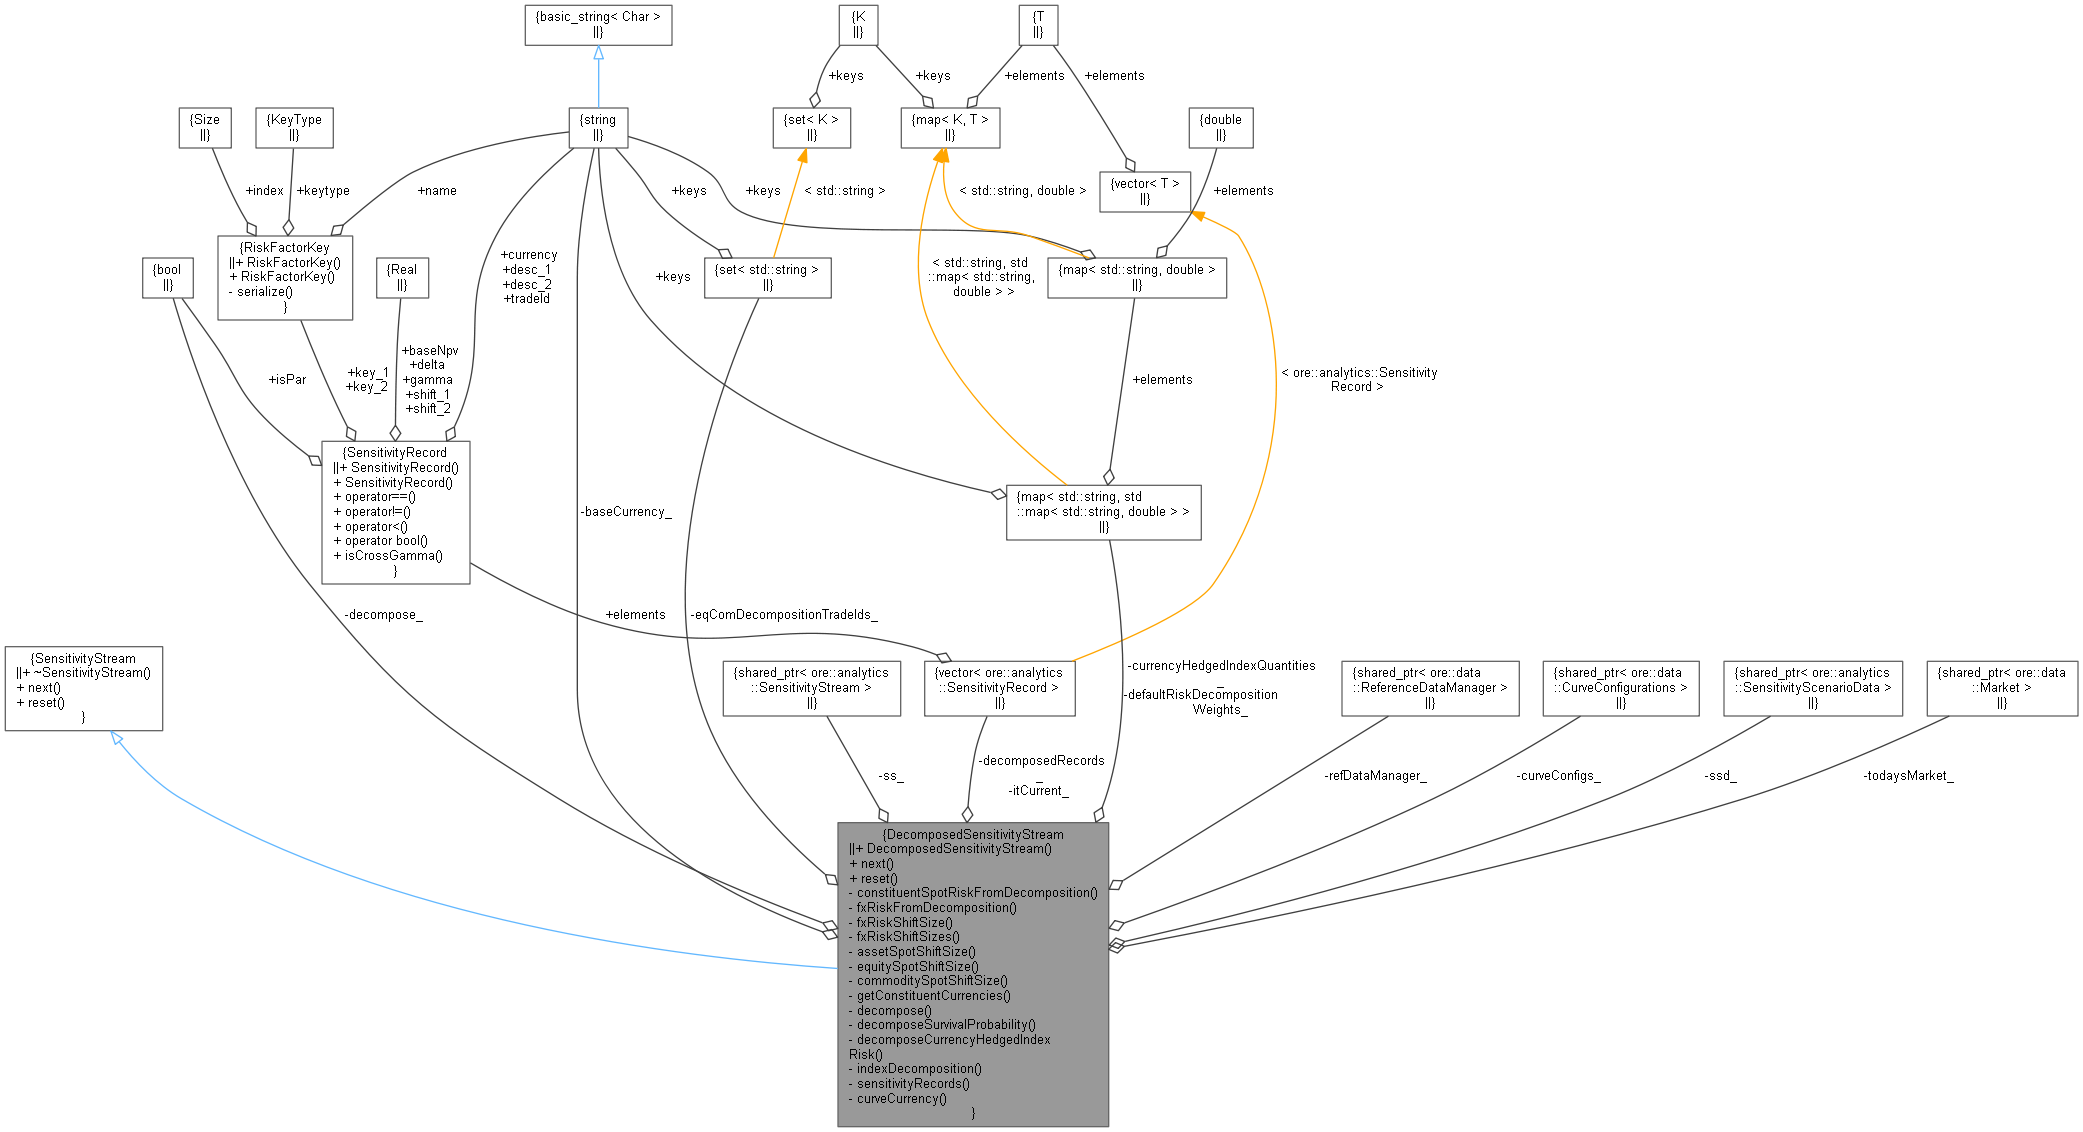 {basic_string< Char >
||}
{K
||}
{T
||}
+keys
+keys
+elements
+elements
{Size
||}
{KeyType
||}
{string
||}
{set< K >
||}
{map< K, T >
||}
{double
||}
{vector< T >
||}
+index
+keytype
+name
+keys
+keys
< std::string >
< std::string, double >
+elements
{RiskFactorKey
||+ RiskFactorKey()
+ RiskFactorKey()
- serialize()
}
{bool
||}
{Real
||}
+currency
+desc_1
+desc_2
+tradeId
+keys
{set< std::string >
||}
< std::string, std
::map< std::string,
double > >
{map< std::string, double >
||}
+isPar
+key_1
+key_2
+baseNpv
+delta
+gamma
+shift_1
+shift_2
+elements
< ore::analytics::Sensitivity
Record >
{SensitivityRecord
||+ SensitivityRecord()
+ SensitivityRecord()
+ operator==()
+ operator!=()
+ operator<()
+ operator bool()
+ isCrossGamma()
}
-baseCurrency_
{map< std::string, std
::map< std::string, double > >
||}
-decompose_
+elements
-eqComDecompositionTradeIds_
{SensitivityStream
||+ ~SensitivityStream()
+ next()
+ reset()
}
{shared_ptr< ore::analytics
::SensitivityStream >
||}
{vector< ore::analytics
::SensitivityRecord >
||}
-currencyHedgedIndexQuantities
_
-defaultRiskDecomposition
Weights_
{shared_ptr< ore::data
::ReferenceDataManager >
||}
{shared_ptr< ore::data
::CurveConfigurations >
||}
{shared_ptr< ore::analytics
::SensitivityScenarioData >
||}
{shared_ptr< ore::data
::Market >
||}
-ss_
-decomposedRecords
_
-itCurrent_
-refDataManager_
-curveConfigs_
-ssd_
-todaysMarket_
{DecomposedSensitivityStream
||+ DecomposedSensitivityStream()
+ next()
+ reset()
- constituentSpotRiskFromDecomposition()
- fxRiskFromDecomposition()
- fxRiskShiftSize()
- fxRiskShiftSizes()
- assetSpotShiftSize()
- equitySpotShiftSize()
- commoditySpotShiftSize()
- getConstituentCurrencies()
- decompose()
- decomposeSurvivalProbability()
- decomposeCurrencyHedgedIndex
Risk()
- indexDecomposition()
- sensitivityRecords()
- curveCurrency()
}